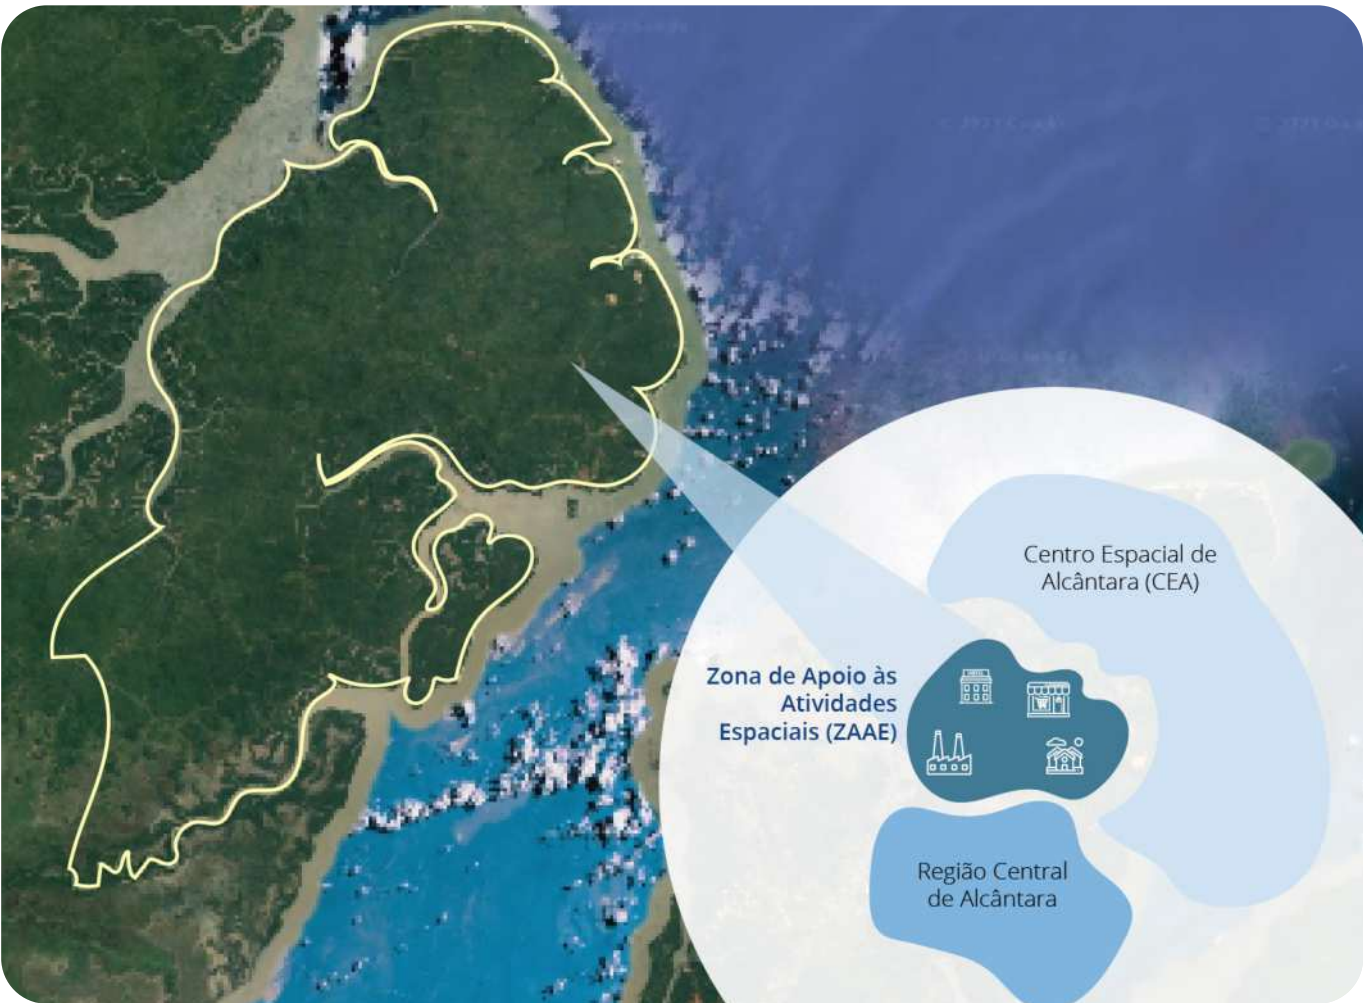 Centro Espacial de
Alcântara (CEA)
Zona de Apoio às
Atividades
Espaciais (ZAAE)
Região Central
de Alcântara